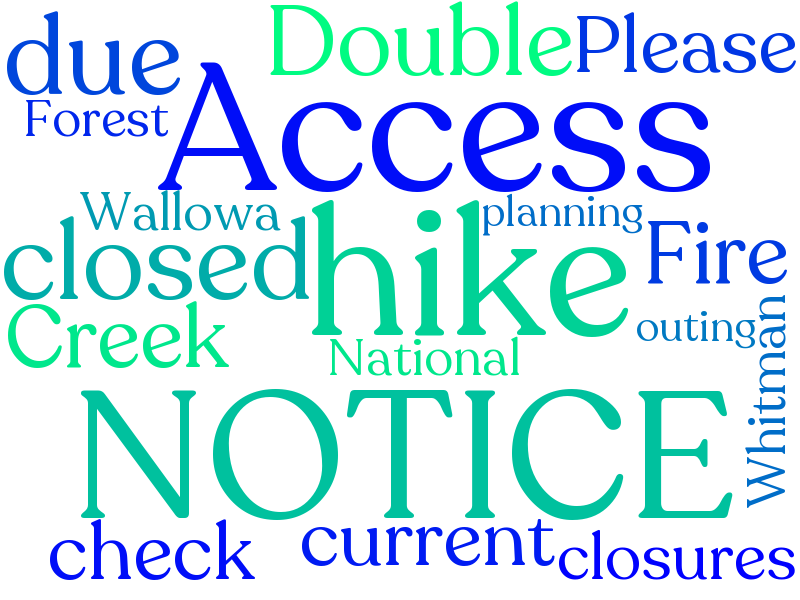 due
Double
Please
Forest
Access
Wallowa
planning
closed
hike
Fire
Creek
outing
National
Whitman
NOTICE
check
current
closures